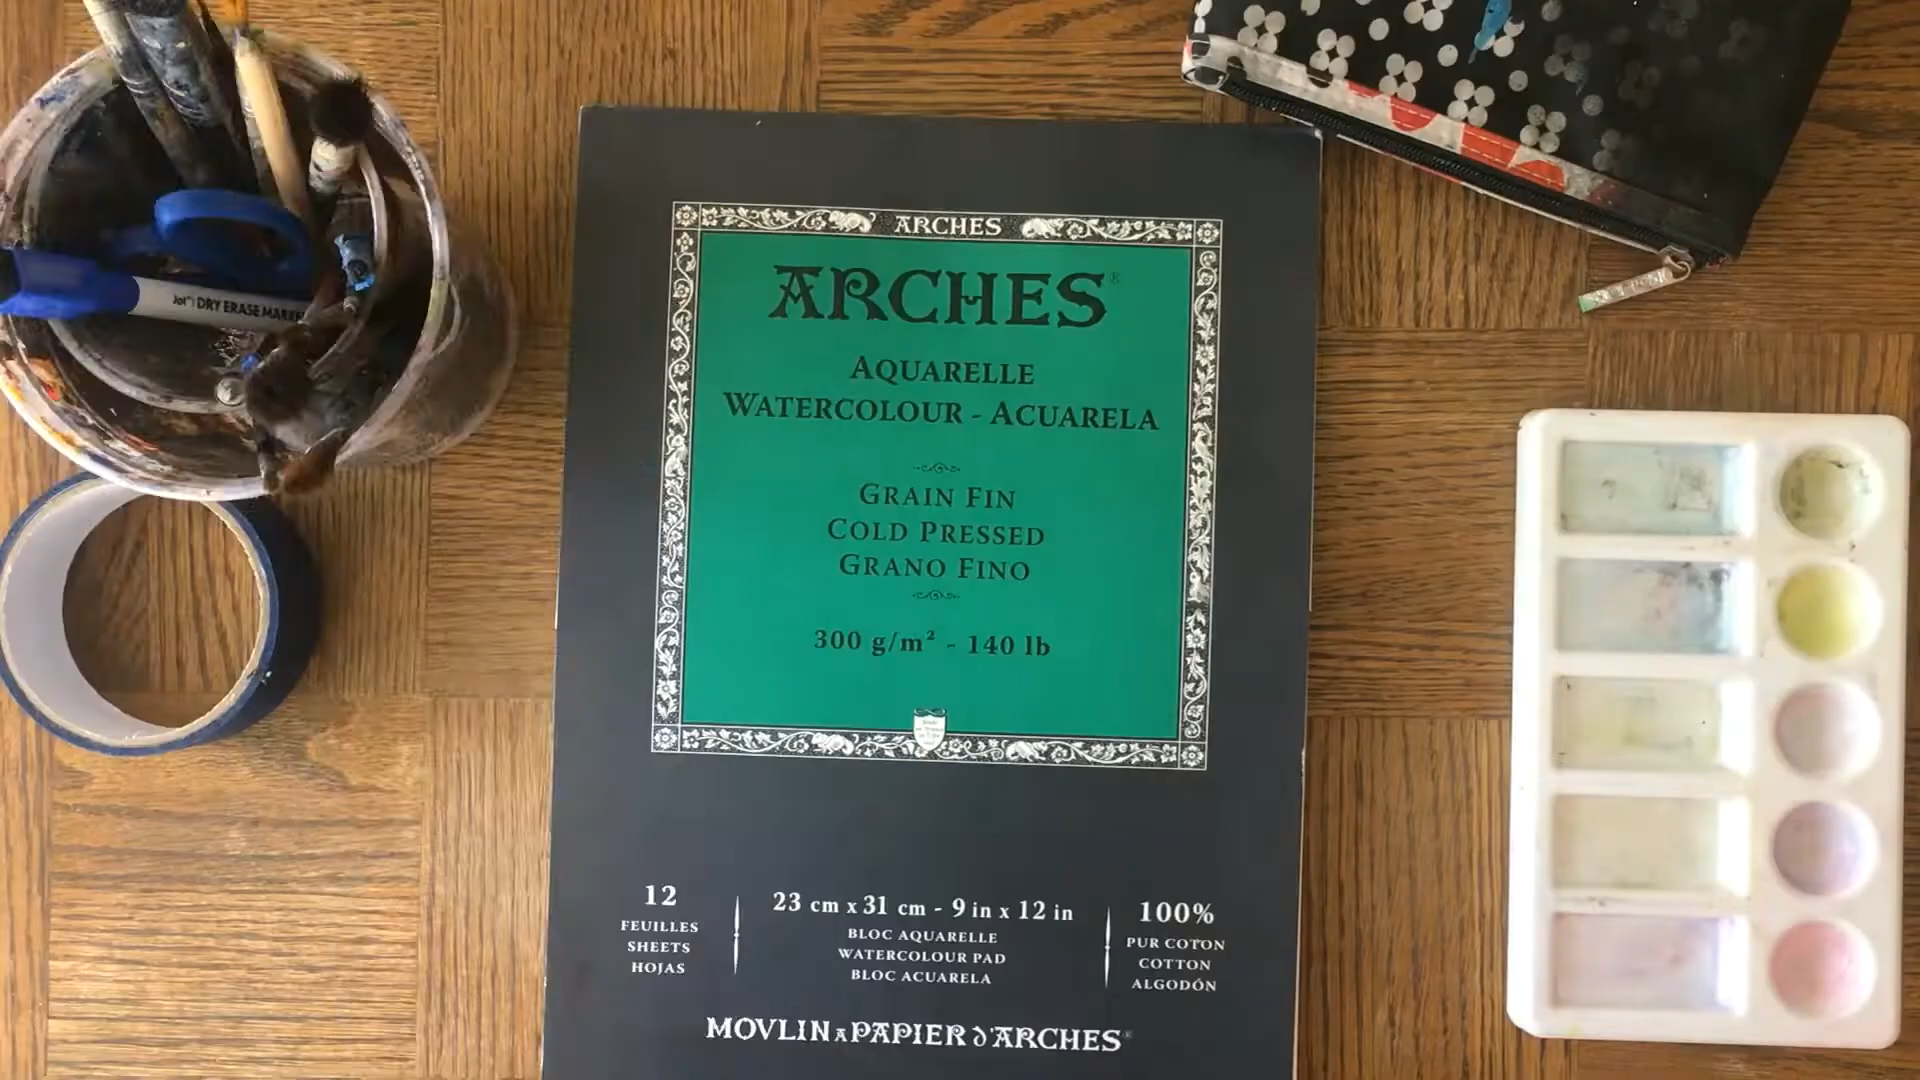 ARCHES
ARCHES®
AQUARELLE
WATERCOLOUR - ACUARELA
GRAIN FIN
COLD PRESSED
GRANO FINO
300 g/m² - 140 lb
12
FEUILLES
SHEETS
HOJAS
23 cm x 31 cm - 9 in x 12 in
BLOC AQUARELLE
WATERCOLOUR PAD
BLOC ACUARELA
100%
PUR COTON
COTTON
ALGODÓN
MOVLIN A PAPIER d'ARCHES®
Jot™ DRY ERASE MARKER